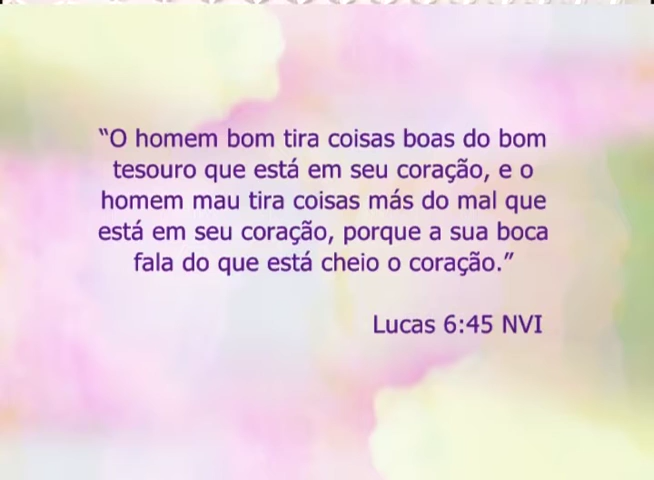 “O homem bom tira coisas boas do bom
tesouro que está em seu coração, e o
homem mau tira coisas más do mal que
está em seu coração, porque a sua boca
fala do que está cheio o coração.”
Lucas 6:45 NVI